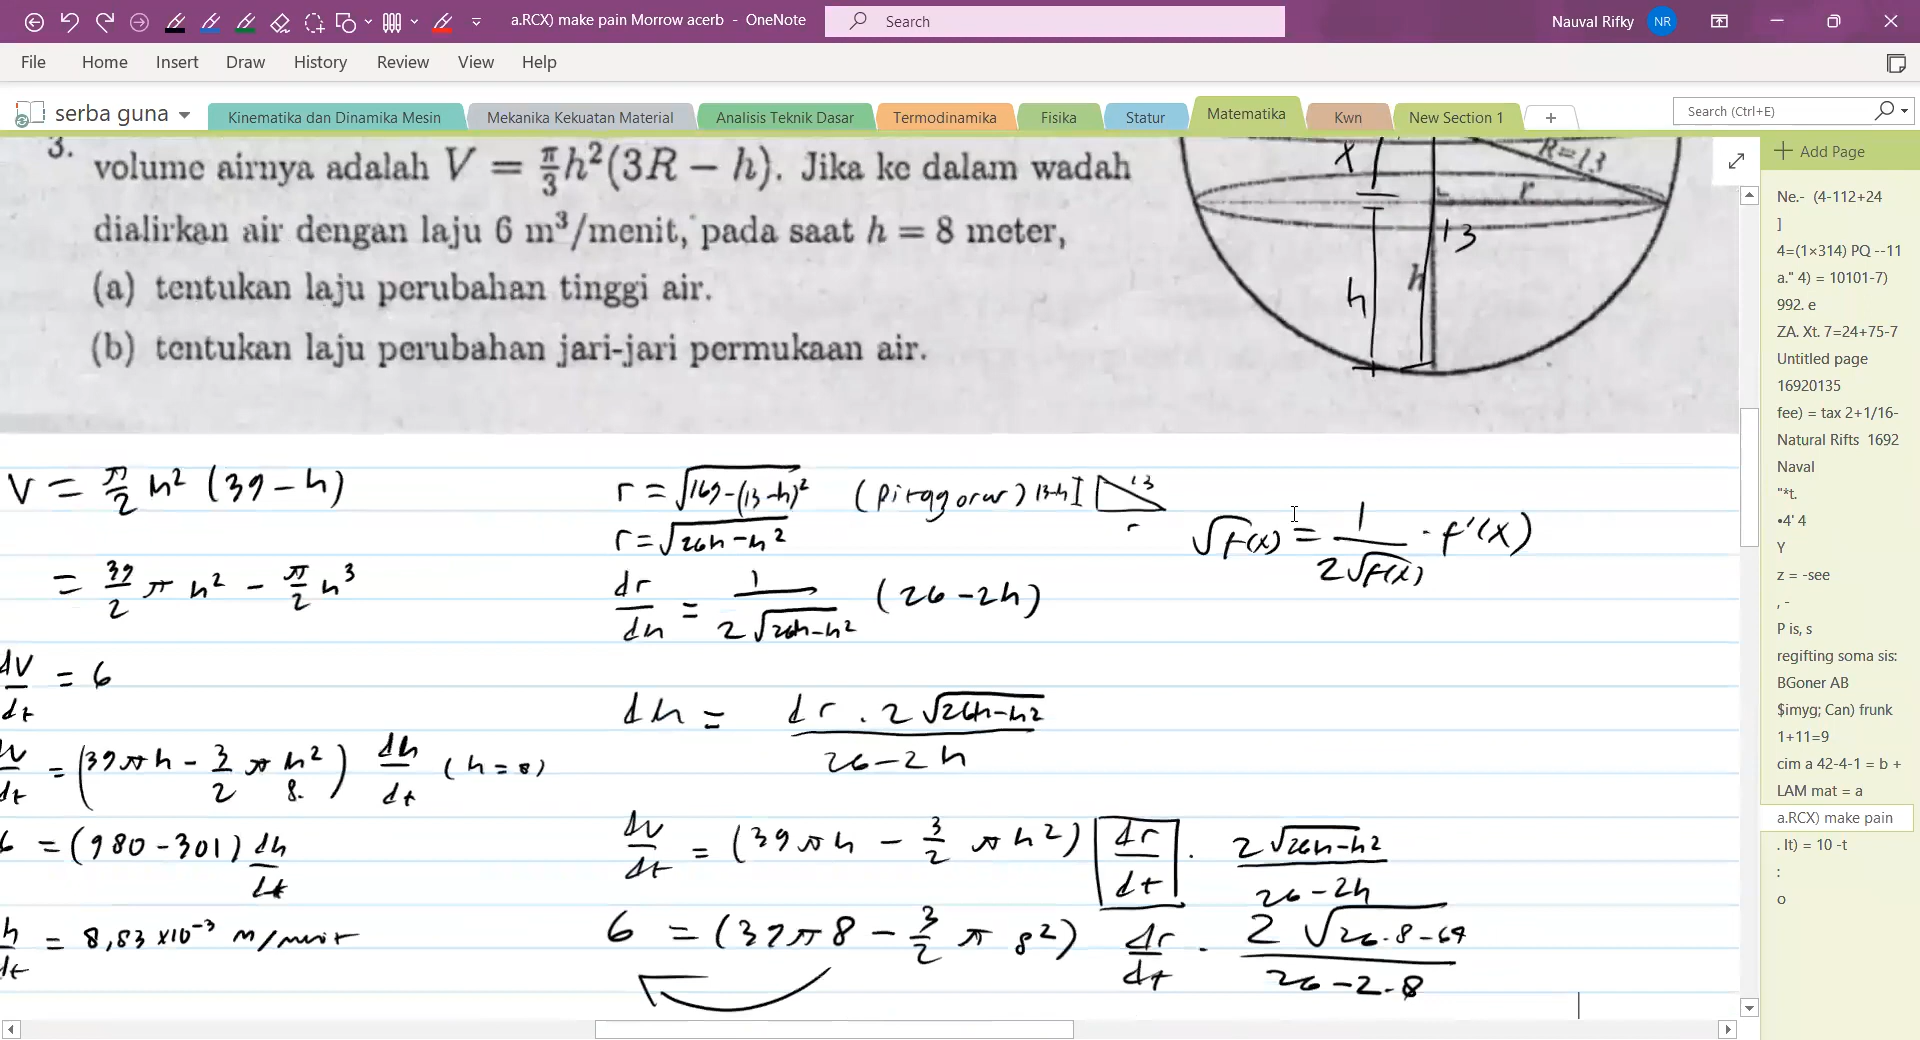 a.RCX) make pain Morrow acerb - OneNote
Search
Nauval Rifky NR
File Home Insert Draw History Review View Help
serba guna
Kinematika dan Dinamika Mesin
Mekanika Kekuatan Material
Analisis Teknik Dasar
Termodinamika
Fisika
Statur
Matematika
Kwn
New Section 1
Search (Ctrl+E)
3.
volume airnya adalah V = π/3 h²(3R − h). Jika ke dalam wadah
dialirkan air dengan laju 6 m³/menit, pada saat h = 8 meter,
(a) tentukan laju perubahan tinggi air.
(b) tentukan laju perubahan jari-jari permukaan air.
x
R=13
r
13
h
h
V = π/2 h² (39 − h)
= 39/2 π h² − π/2 h³
dV/dt = 6
dV/dt = (39πh − 3/2 π h²) dh/dt (h = 8)
8.
6 = (980 − 301) dh/dt
h/dt = 8,83 ×10⁻³ m/menit
r = √(169 − (13−h)²) (Pitagoras) 13-h 13 r
r = √(26h − h²)
dr/dh = 1/(2√(26h−h²)) (26 − 2h)
dh = dr . 2√(26h−h²) / (26 − 2h)
dV/dt = (39πh − 3/2 πh²) dr/dt . 2√(26h−h²)/(26 − 2h)
6 = (39π8 − 3/2 π 8²) dr/dt . 2√(26.8−64)/(26 − 2.8)
√f(x) = 1/(2√f(x)) · f'(x)
Add Page
Ne.- (4-112+24
]
4=(1×314) PQ --11
a." 4) = 10101-7)
992. e
ZA. Xt. 7=24+75-7
Untitled page
16920135
fee) = tax 2+1/16-
Natural Rifts 1692
Naval
"*t.
•4' 4
Y
z = -see
, -
P is, s
regifting soma sis:
BGoner AB
$imyg; Can) frunk
1+11=9
cim a 42-4-1 = b +
LAM mat = a
a.RCX) make pain
. lt) = 10 -t
:
o